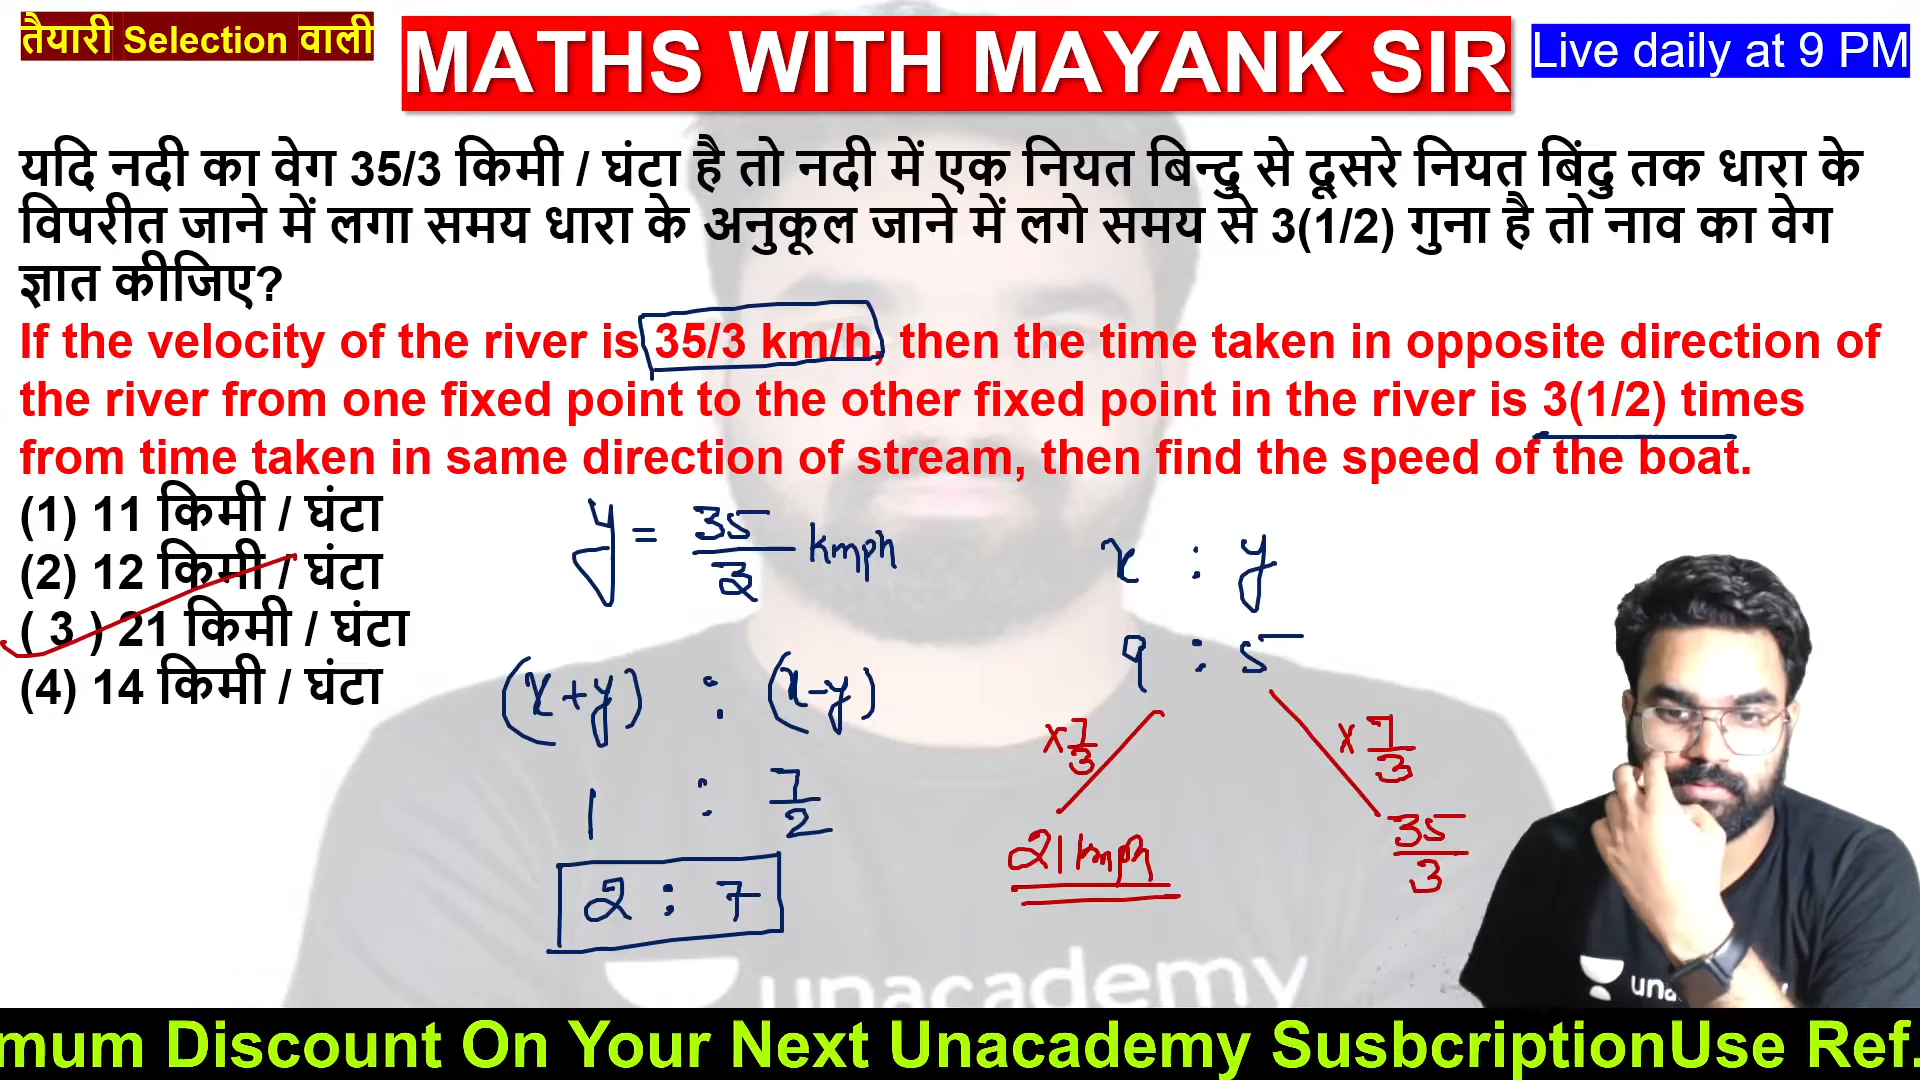 तैयारी Selection वाली
MATHS WITH MAYANK SIR
Live daily at 9 PM
यदि नदी का वेग 35/3 किमी / घंटा है तो नदी में एक नियत बिन्दु से दूसरे नियत बिंदु तक धारा के
विपरीत जाने में लगा समय धारा के अनुकूल जाने में लगे समय से 3(1/2) गुना है तो नाव का वेग
ज्ञात कीजिए?
If the velocity of the river is 35/3 km/h, then the time taken in opposite direction of
the river from one fixed point to the other fixed point in the river is 3(1/2) times
from time taken in same direction of stream, then find the speed of the boat.
(1) 11 किमी / घंटा
(2) 12 किमी / घंटा
( 3 ) 21 किमी / घंटा
(4) 14 किमी / घंटा
y = 35/3 kmph
(x+y) : (x-y)
1 : 7/2
2 : 7
x : y
9 : 5
×7/3 ×7/3
21 kmph 35/3
unacademy
una
mum Discount On Your Next Unacademy SusbcriptionUse Ref.